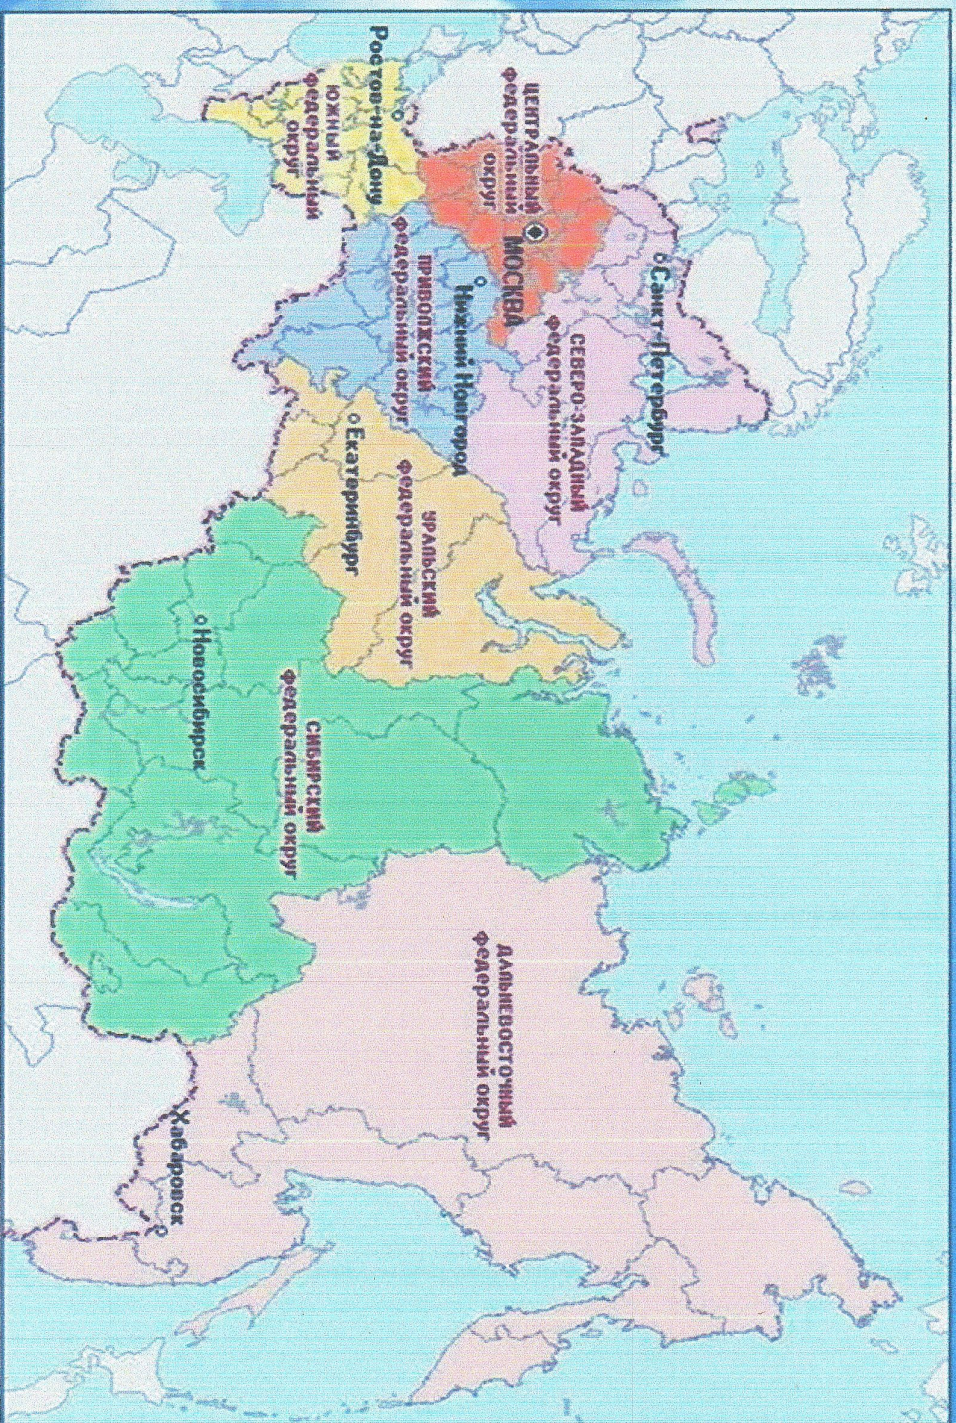 Санкт-Петербург
СЕВЕРО-ЗАПАДНЫЙ
федеральный округ
ЦЕНТРАЛЬНЫЙ
федеральный
округ
МОСКВА
Нижний Новгород
ПРИВОЛЖСКИЙ
федеральный округ
Ростов-на-Дону
ЮЖНЫЙ
федеральный
округ
УРАЛЬСКИЙ
федеральный округ
Екатеринбург
СИБИРСКИЙ
федеральный округ
Новосибирск
ДАЛЬНЕВОСТОЧНЫЙ
федеральный округ
Хабаровск